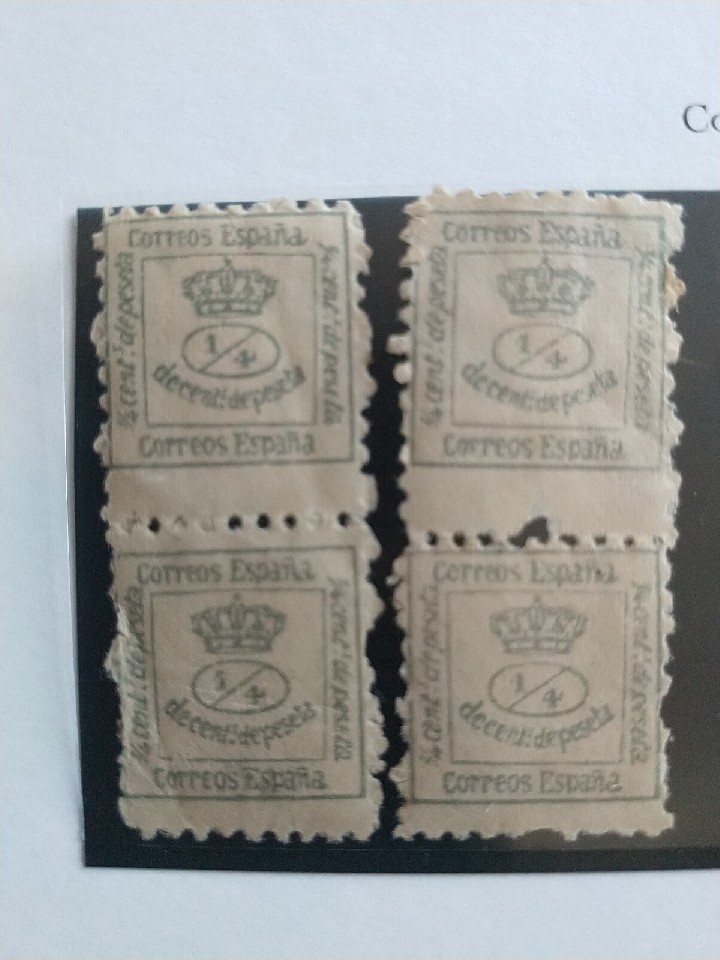 Co
Correos España
¼ cent.º de peseta
¼ cent.º de peseta
1/4
de cent.º de peseta
Correos España
Correos España
¼ cent.º de peseta
¼ cent.º de peseta
1/4
de cent.º de peseta
Correos España
Correos España
¼ cent.º de peseta
¼ cent.º de peseta
1/4
de cent.º de peseta
Correos España
Correos España
¼ cent.º de peseta
¼ cent.º de peseta
1/4
de cent.º de peseta
Correos España